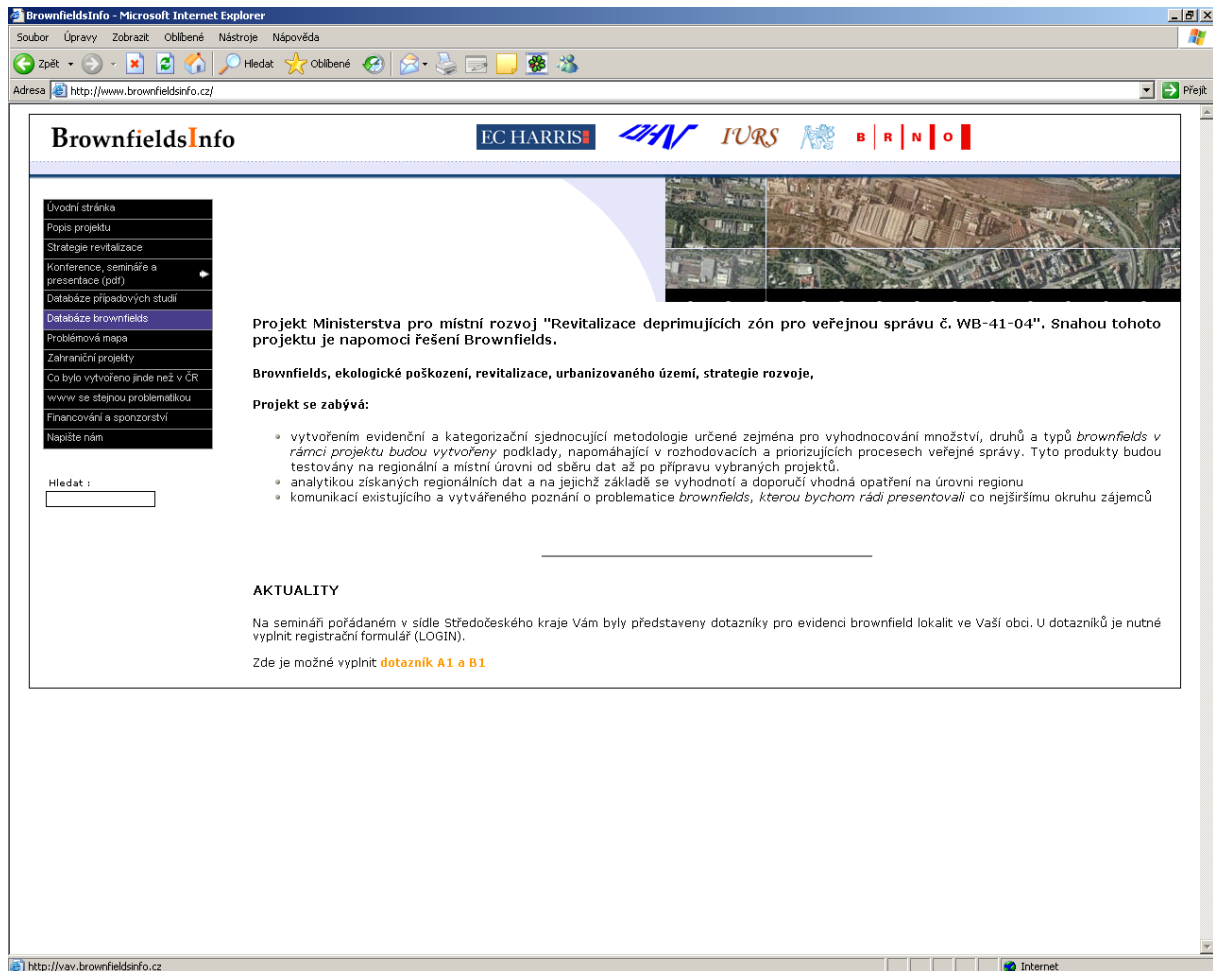 BrownfieldsInfo - Microsoft Internet Explorer
Soubor Úpravy Zobrazit Oblíbené Nástroje Nápověda
Zpět Hledat Oblíbené
Adresa http://www.brownfieldsinfo.cz/ Přejít
BrownfieldsInfo EC HARRIS DHV IURS B R N O
Úvodní stránka
Popis projektu
Strategie revitalizace
Konference, semináře a
presentace (pdf)
Databáze případových studií
Databáze brownfields
Problémová mapa
Zahraniční projekty
Co bylo vytvořeno jinde než v ČR
www se stejnou problematikou
Financování a sponzorství
Napište nám
Hledat :
Projekt Ministerstva pro místní rozvoj "Revitalizace deprimujících zón pro veřejnou správu č. WB-41-04". Snahou tohoto
projektu je napomoci řešení Brownfields.
Brownfields, ekologické poškození, revitalizace, urbanizovaného území, strategie rozvoje,
Projekt se zabývá:
vytvořením evidenční a kategorizační sjednocující metodologie určené zejména pro vyhodnocování množství, druhů a typů brownfields v
rámci projektu budou vytvořeny podklady, napomáhající v rozhodovacích a priorizujících procesech veřejné správy. Tyto produkty budou
testovány na regionální a místní úrovni od sběru dat až po přípravu vybraných projektů.
analytikou získaných regionálních dat a na jejichž základě se vyhodnotí a doporučí vhodná opatření na úrovni regionu
komunikací existujícího a vytvářeného poznání o problematice brownfields, kterou bychom rádi presentovali co nejširšímu okruhu zájemců
AKTUALITY
Na semináři pořádaném v sídle Středočeského kraje Vám byly představeny dotazníky pro evidenci brownfield lokalit ve Vaší obci. U dotazníků je nutné
vyplnit registrační formulář (LOGIN).
Zde je možné vyplnit dotazník A1 a B1
http://vav.brownfieldsinfo.cz Internet